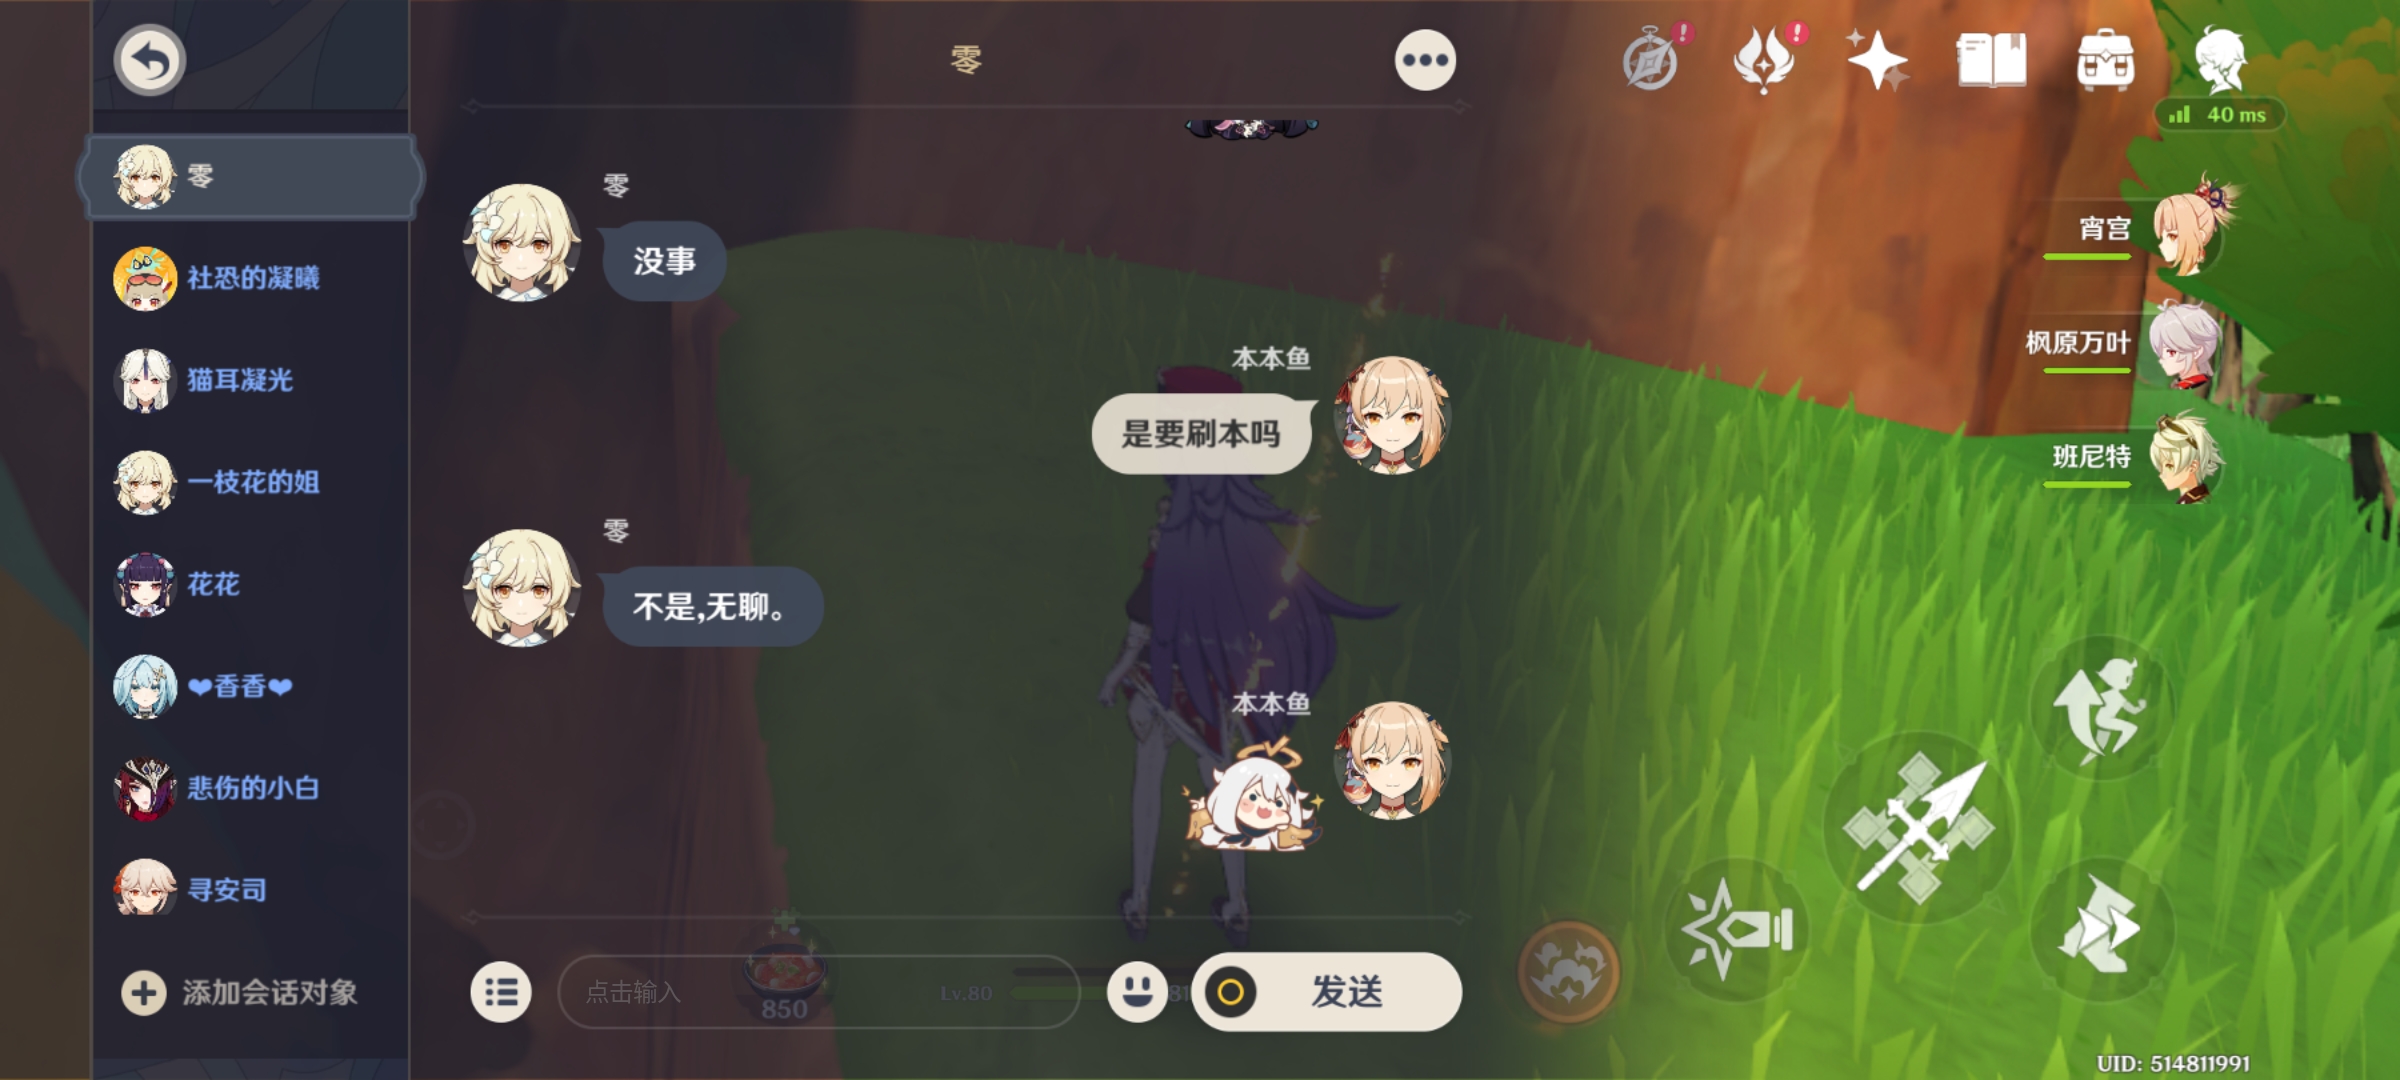 零
40 ms
零
社恐的凝曦
猫耳凝光
一枝花的姐
花花
❤香香❤
悲伤的小白
寻安司
添加会话对象
零
没事
本本鱼
是要刷本吗
零
不是,无聊。
本本鱼
点击输入
850
Lv.80
81
发送
宵宫
枫原万叶
班尼特
UID: 514811991